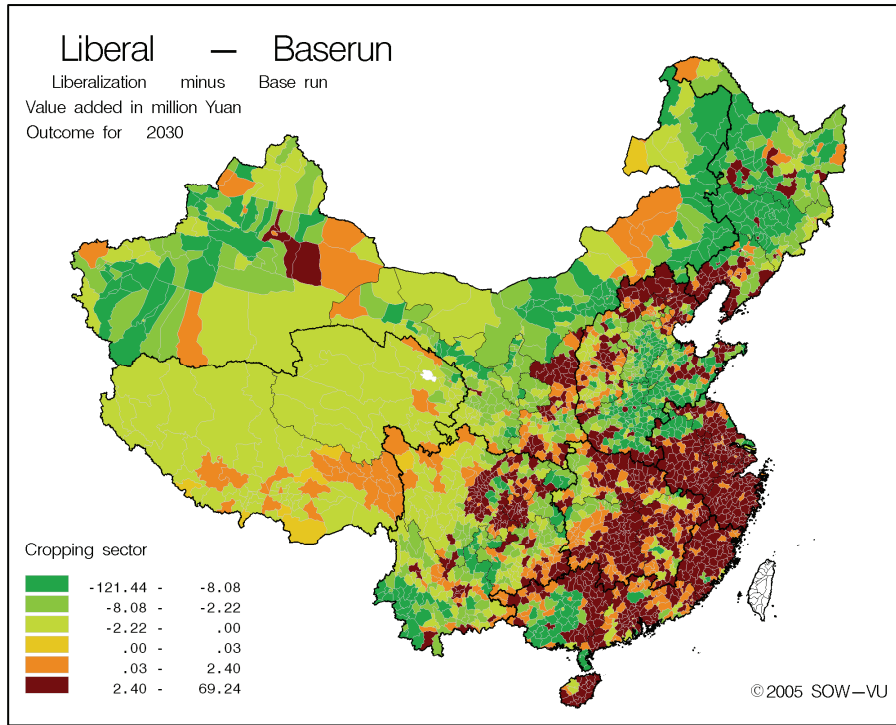 Liberal — Baserun
Liberalization minus Base run
Value added in million Yuan
Outcome for 2030
Cropping sector
-121.44 - -8.08
-8.08 - -2.22
-2.22 - .00
.00 - .03
.03 - 2.40
2.40 - 69.24
©2005 SOW—VU